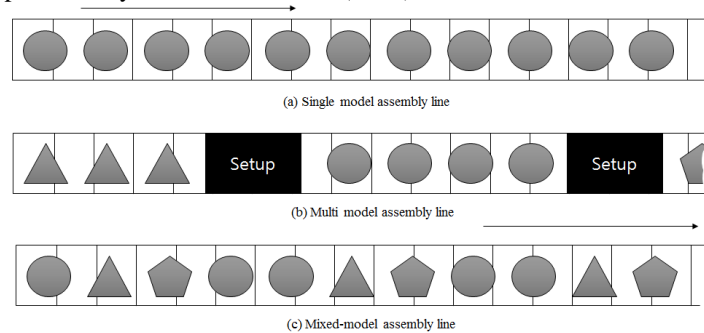 (a) Single model assembly line
Setup
Setup
(b) Multi model assembly line
(c) Mixed-model assembly line